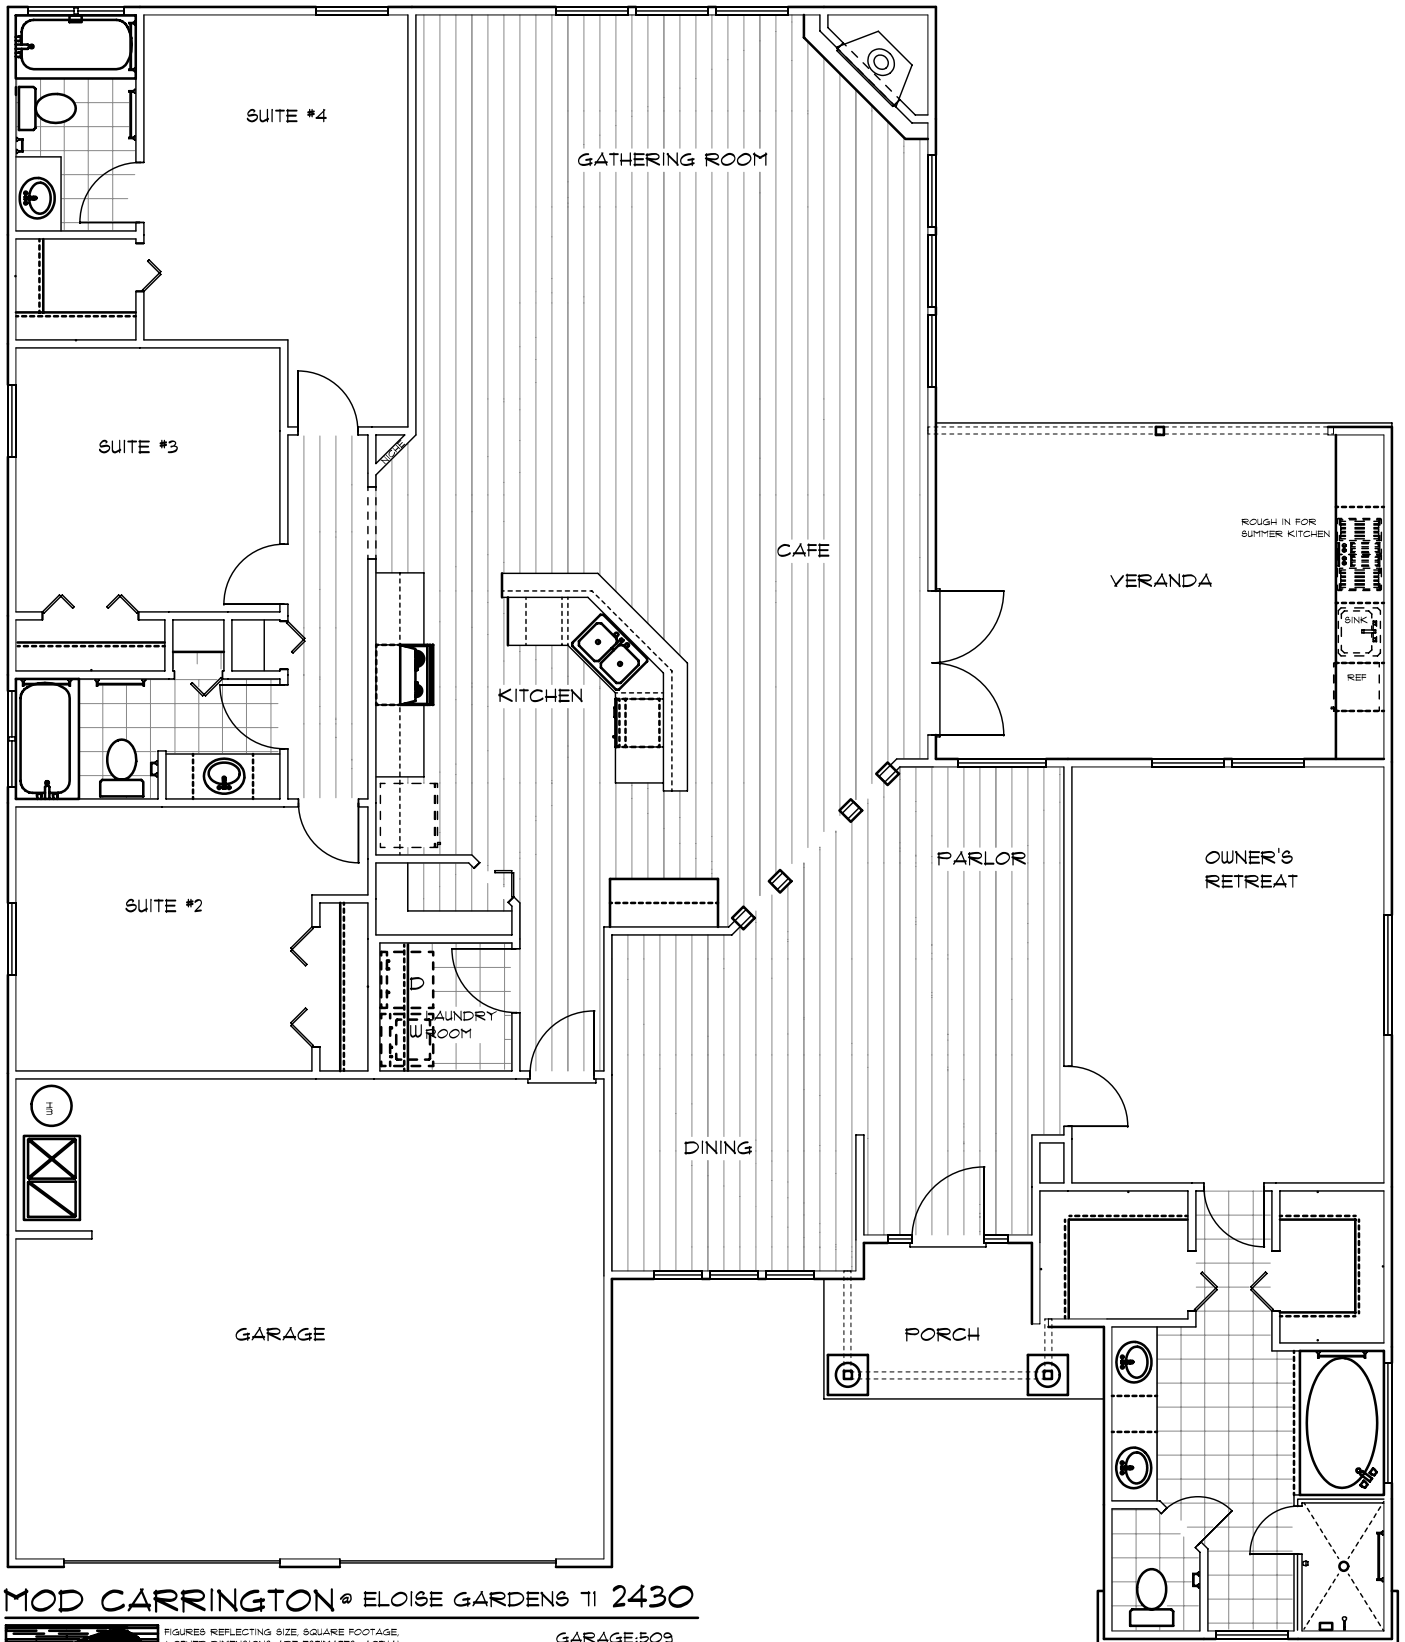 SUITE #4
GATHERING ROOM
SUITE #3
NICHE
CAFE
ROUGH IN FOR
SUMMER KITCHEN
VERANDA
SINK
REF
KITCHEN
PARLOR
OWNER'S
RETREAT
SUITE #2
D
LAUNDRY
W ROOM
DINING
GARAGE
PORCH
MOD CARRINGTON @ ELOISE GARDENS 71 2430
FIGURES REFLECTING SIZE, SQUARE FOOTAGE,
GARAGE:509